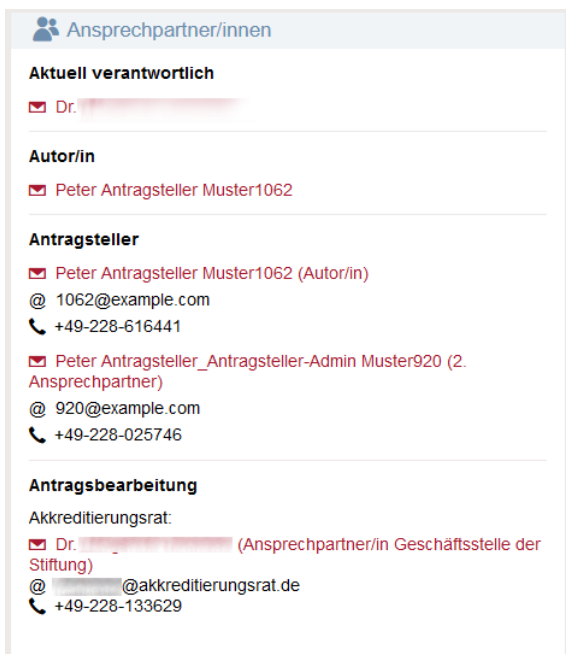 Ansprechpartner/innen
Aktuell verantwortlich
Dr.
Autor/in
Peter Antragsteller Muster1062
Antragsteller
Peter Antragsteller Muster1062 (Autor/in)
@ 1062@example.com
+49-228-616441
Peter Antragsteller_Antragsteller-Admin Muster920 (2.
Ansprechpartner)
@ 920@example.com
+49-228-025746
Antragsbearbeitung
Akkreditierungsrat:
Dr. (Ansprechpartner/in Geschäftsstelle der
Stiftung)
@ @akkreditierungsrat.de
+49-228-133629